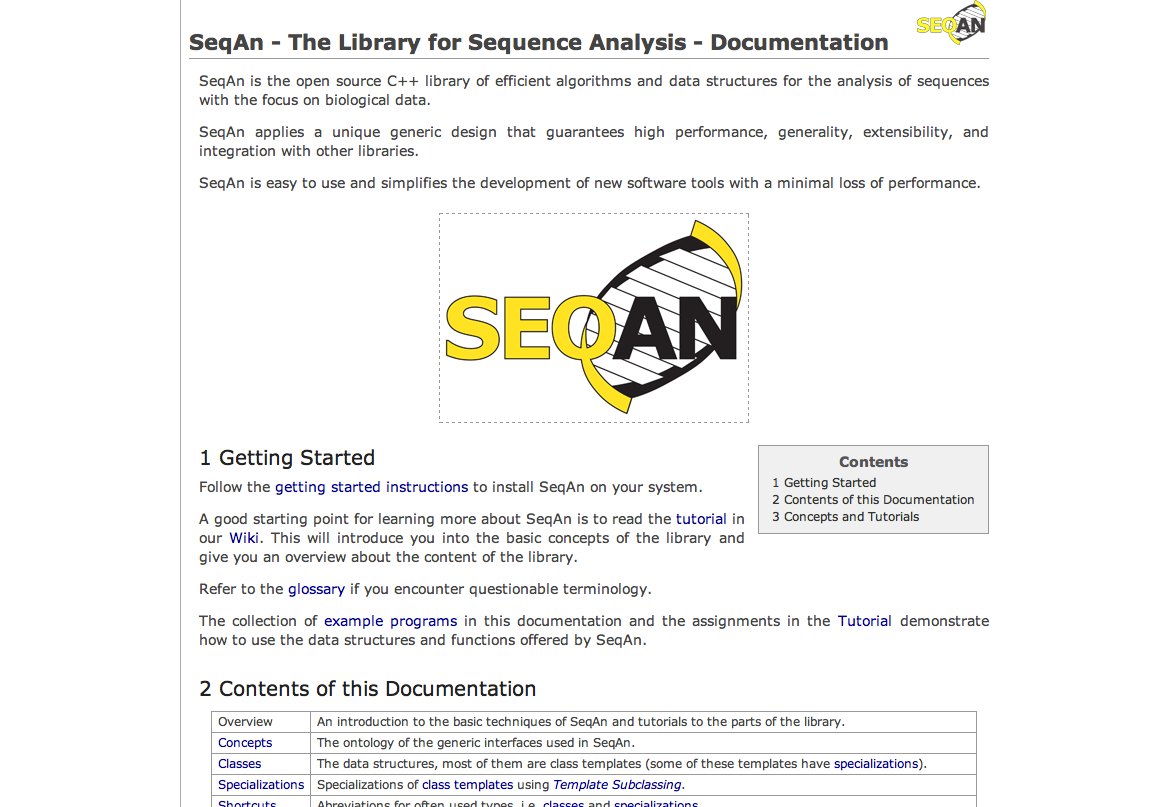 SEQAN
SeqAn - The Library for Sequence Analysis - Documentation
SeqAn is the open source C++ library of efficient algorithms and data structures for the analysis of sequences
with the focus on biological data.
SeqAn applies a unique generic design that guarantees high performance, generality, extensibility, and
integration with other libraries.
SeqAn is easy to use and simplifies the development of new software tools with a minimal loss of performance.
SEQAN
1 Getting Started
Follow the getting started instructions to install SeqAn on your system.
A good starting point for learning more about SeqAn is to read the tutorial in
our Wiki. This will introduce you into the basic concepts of the library and
give you an overview about the content of the library.
Contents
1 Getting Started
2 Contents of this Documentation
3 Concepts and Tutorials
Refer to the glossary if you encounter questionable terminology.
The collection of example programs in this documentation and the assignments in the Tutorial demonstrate
how to use the data structures and functions offered by SeqAn.
2 Contents of this Documentation
Overview An introduction to the basic techniques of SeqAn and tutorials to the parts of the library.
Concepts The ontology of the generic interfaces used in SeqAn.
Classes The data structures, most of them are class templates (some of these templates have specializations).
Specializations Specializations of class templates using Template Subclassing.
Shortcuts Abreviations for often used types, i.e. classes and specializations.